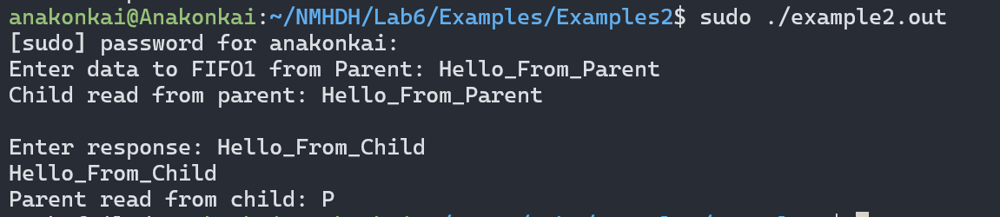 anakonkai@Anakonkai:~/NMHDH/Lab6/Examples/Examples2$ sudo ./example2.out
[sudo] password for anakonkai:
Enter data to FIFO1 from Parent: Hello_From_Parent
Child read from parent: Hello_From_Parent
Enter response: Hello_From_Child
Hello_From_Child
Parent read from child: P